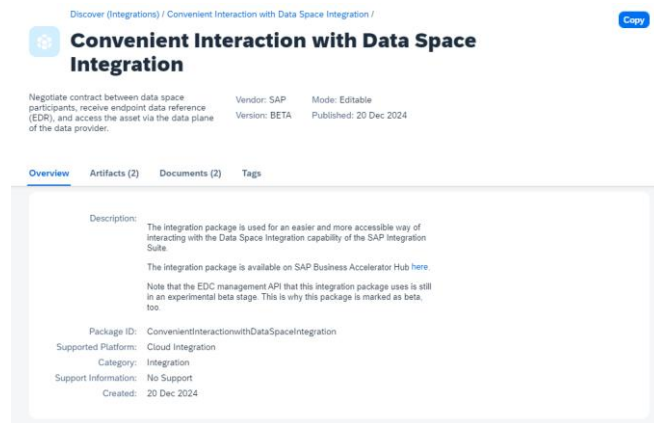 Discover (Integrations) / Convenient Interaction with Data Space Integration /
Copy
Convenient Interaction with Data Space
Integration
Negotiate contract between data space
participants, receive endpoint data reference
(EDR), and access the asset via the data plane
of the data provider.
Vendor: SAP Mode: Editable
Version: BETA Published: 20 Dec 2024
Overview Artifacts (2) Documents (2) Tags
Description:
The integration package is used for an easier and more accessible way of
interacting with the Data Space Integration capability of the SAP Integration
Suite.
The integration package is available on SAP Business Accelerator Hub here.
Note that the EDC management API that this integration package uses is still
in an experimental beta stage. This is why this package is marked as beta,
too.
Package ID: ConvenientInteractionwithDataSpaceIntegration
Supported Platform: Cloud Integration
Category: Integration
Support Information: No Support
Created: 20 Dec 2024